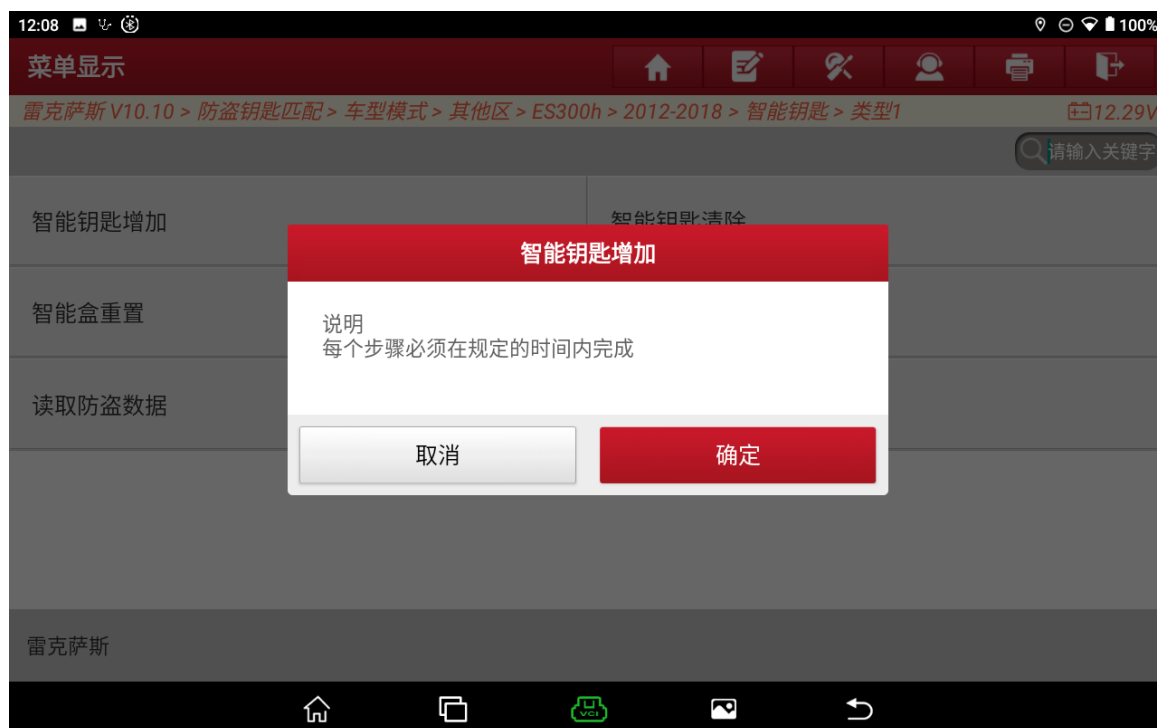 12:08
100%
菜单显示
雷克萨斯 V10.10 > 防盗钥匙匹配 > 车型模式 > 其他区 > ES300h > 2012-2018 > 智能钥匙 > 类型1
12.29V
请输入关键字
智能钥匙增加
智能钥匙清除
智能钥匙增加
说明
每个步骤必须在规定的时间内完成
智能盒重置
读取防盗数据
取消
确定
雷克萨斯
VCI